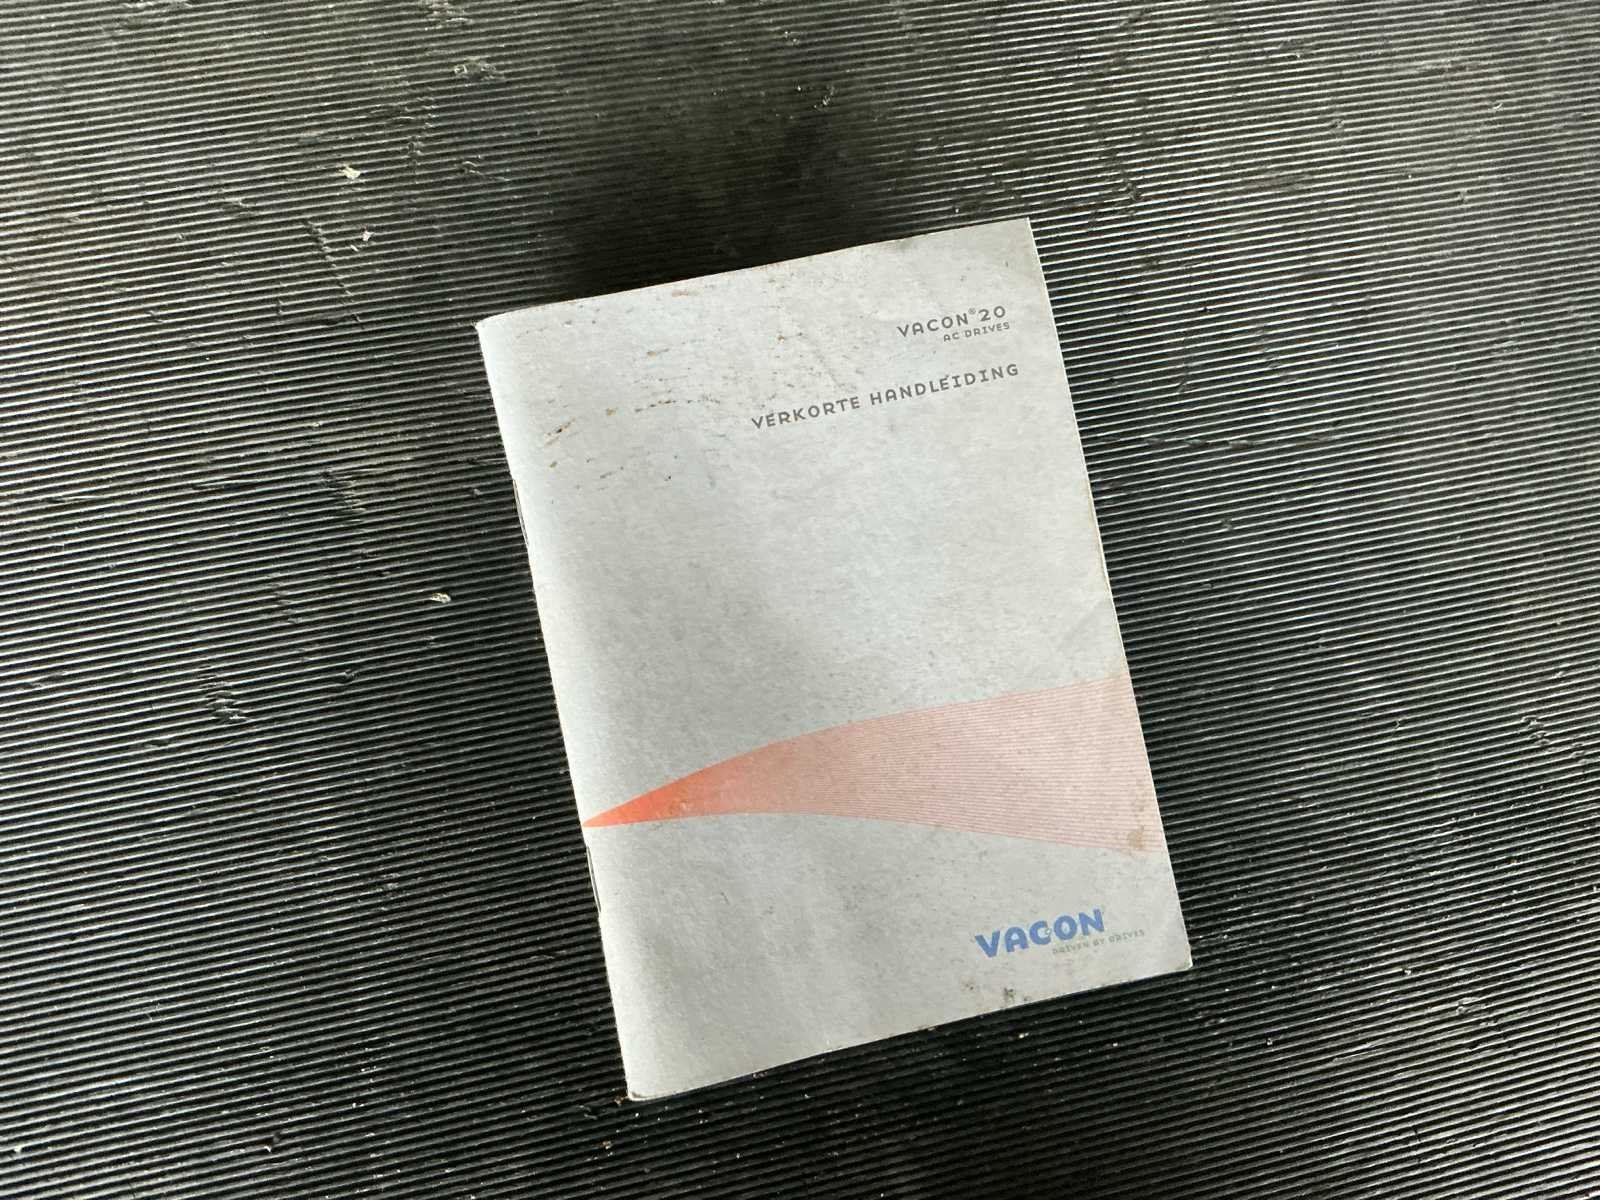 VACON®20
AC DRIVES
VERKORTE HANDLEIDING
VACON
DRIVEN BY DRIVES